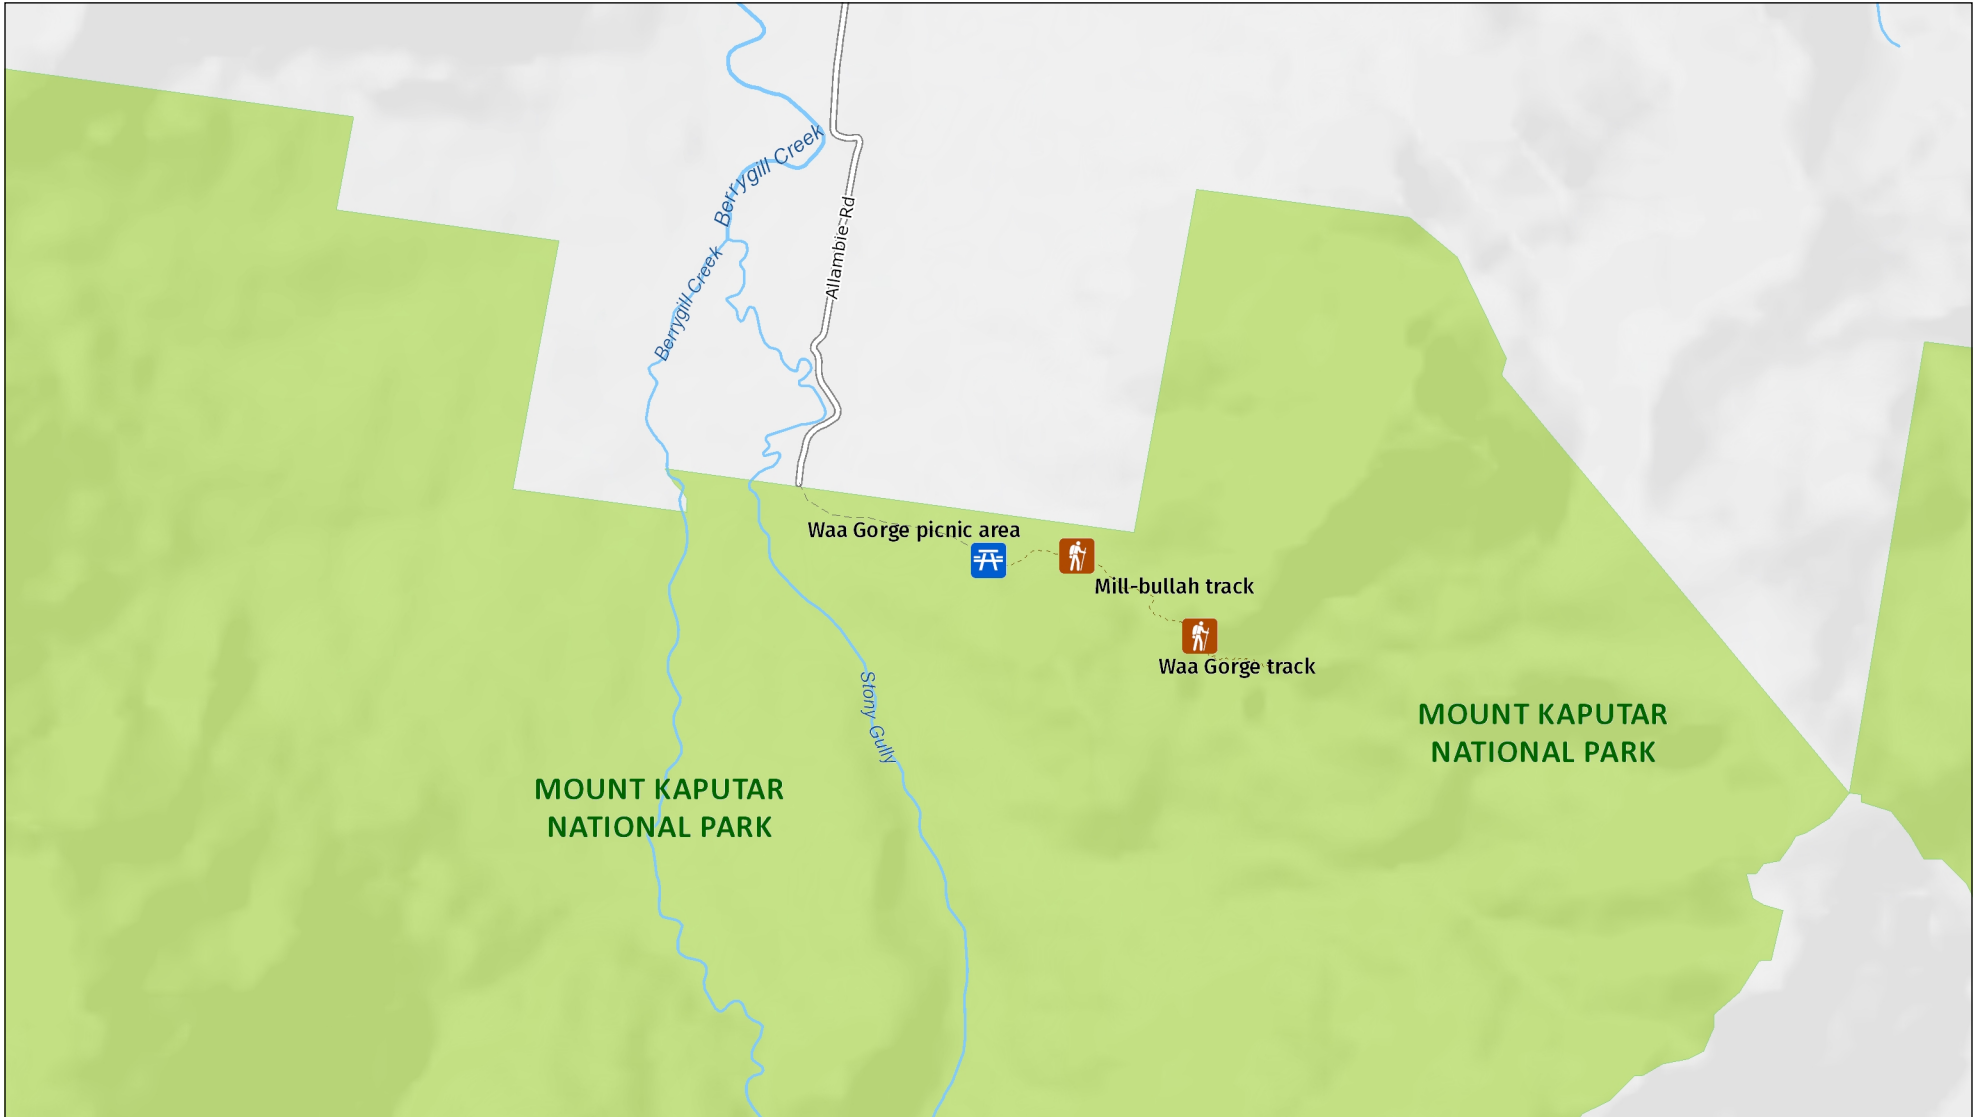 Berrygill Creek
Allambie Rd
Berrygill Creek
Waa Gorge picnic area
Mill-bullah track
Waa Gorge track
Stony Gully
MOUNT KAPUTAR
NATIONAL PARK
MOUNT KAPUTAR
NATIONAL PARK